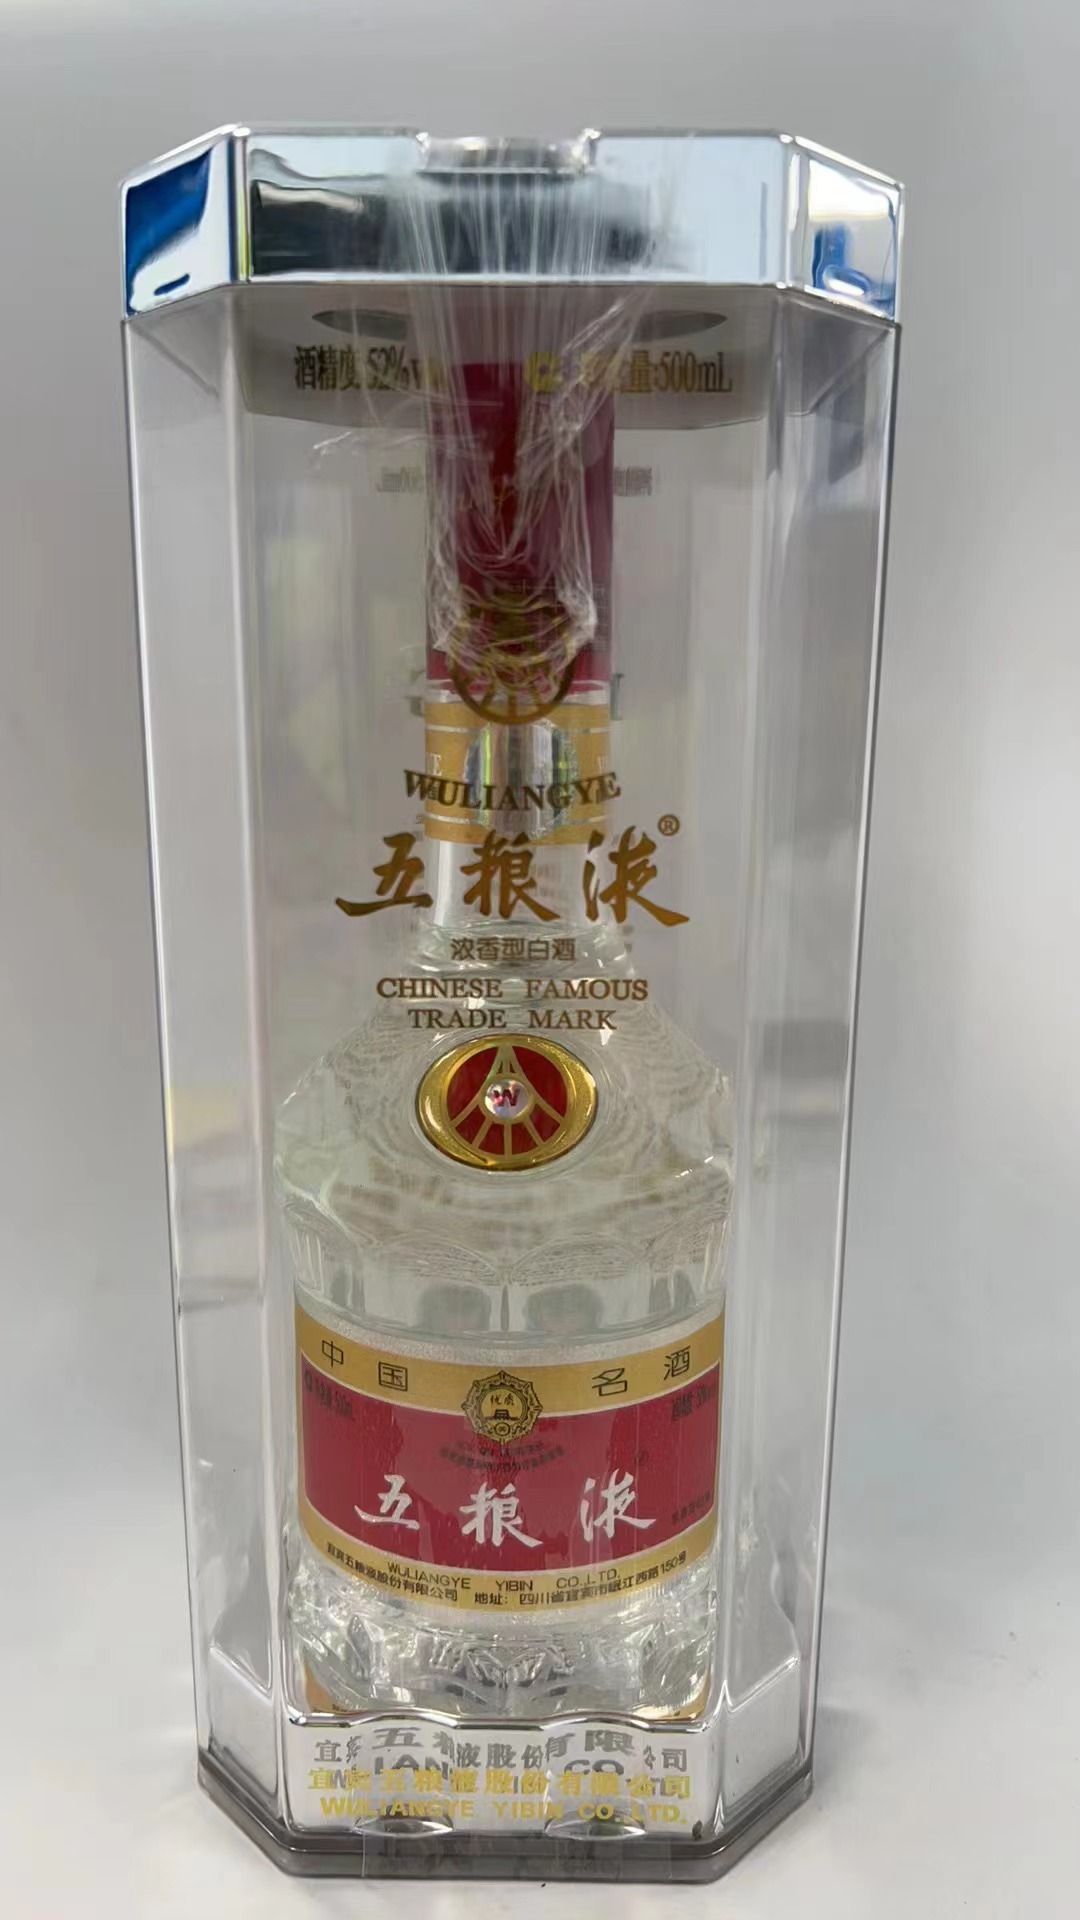 酒精度:52%v
量:500mL
WULIANGYE
五粮液®
浓香型白酒
CHINESE FAMOUS
TRADE MARK
W
中国名酒
优质
五粮液
WULIANGYE YIBIN CO.,LTD.
宜宾五粮液股份有限公司 地址：四川省宜宾市岷江西路150号
宜宾五粮液股份有限公司
WULIANGYE YIBIN CO.,LTD.